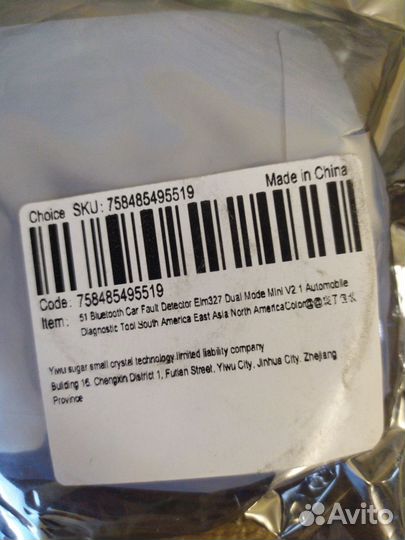 Choice SKU: 758485495519 Made in China
Code: 758485495519
Item: 51 Bluetooth Car Fault Detector Elm327 Dual Mode Mini V2.1 Automobile
Diagnostic Tool South America East Asia North AmericaColor@@
Yiwu sugar small crystal technology limited liability company
Building 16, Chengxin District 1, Futian Street, Yiwu City, Jinhua City, Zhejiang
Province
Avito